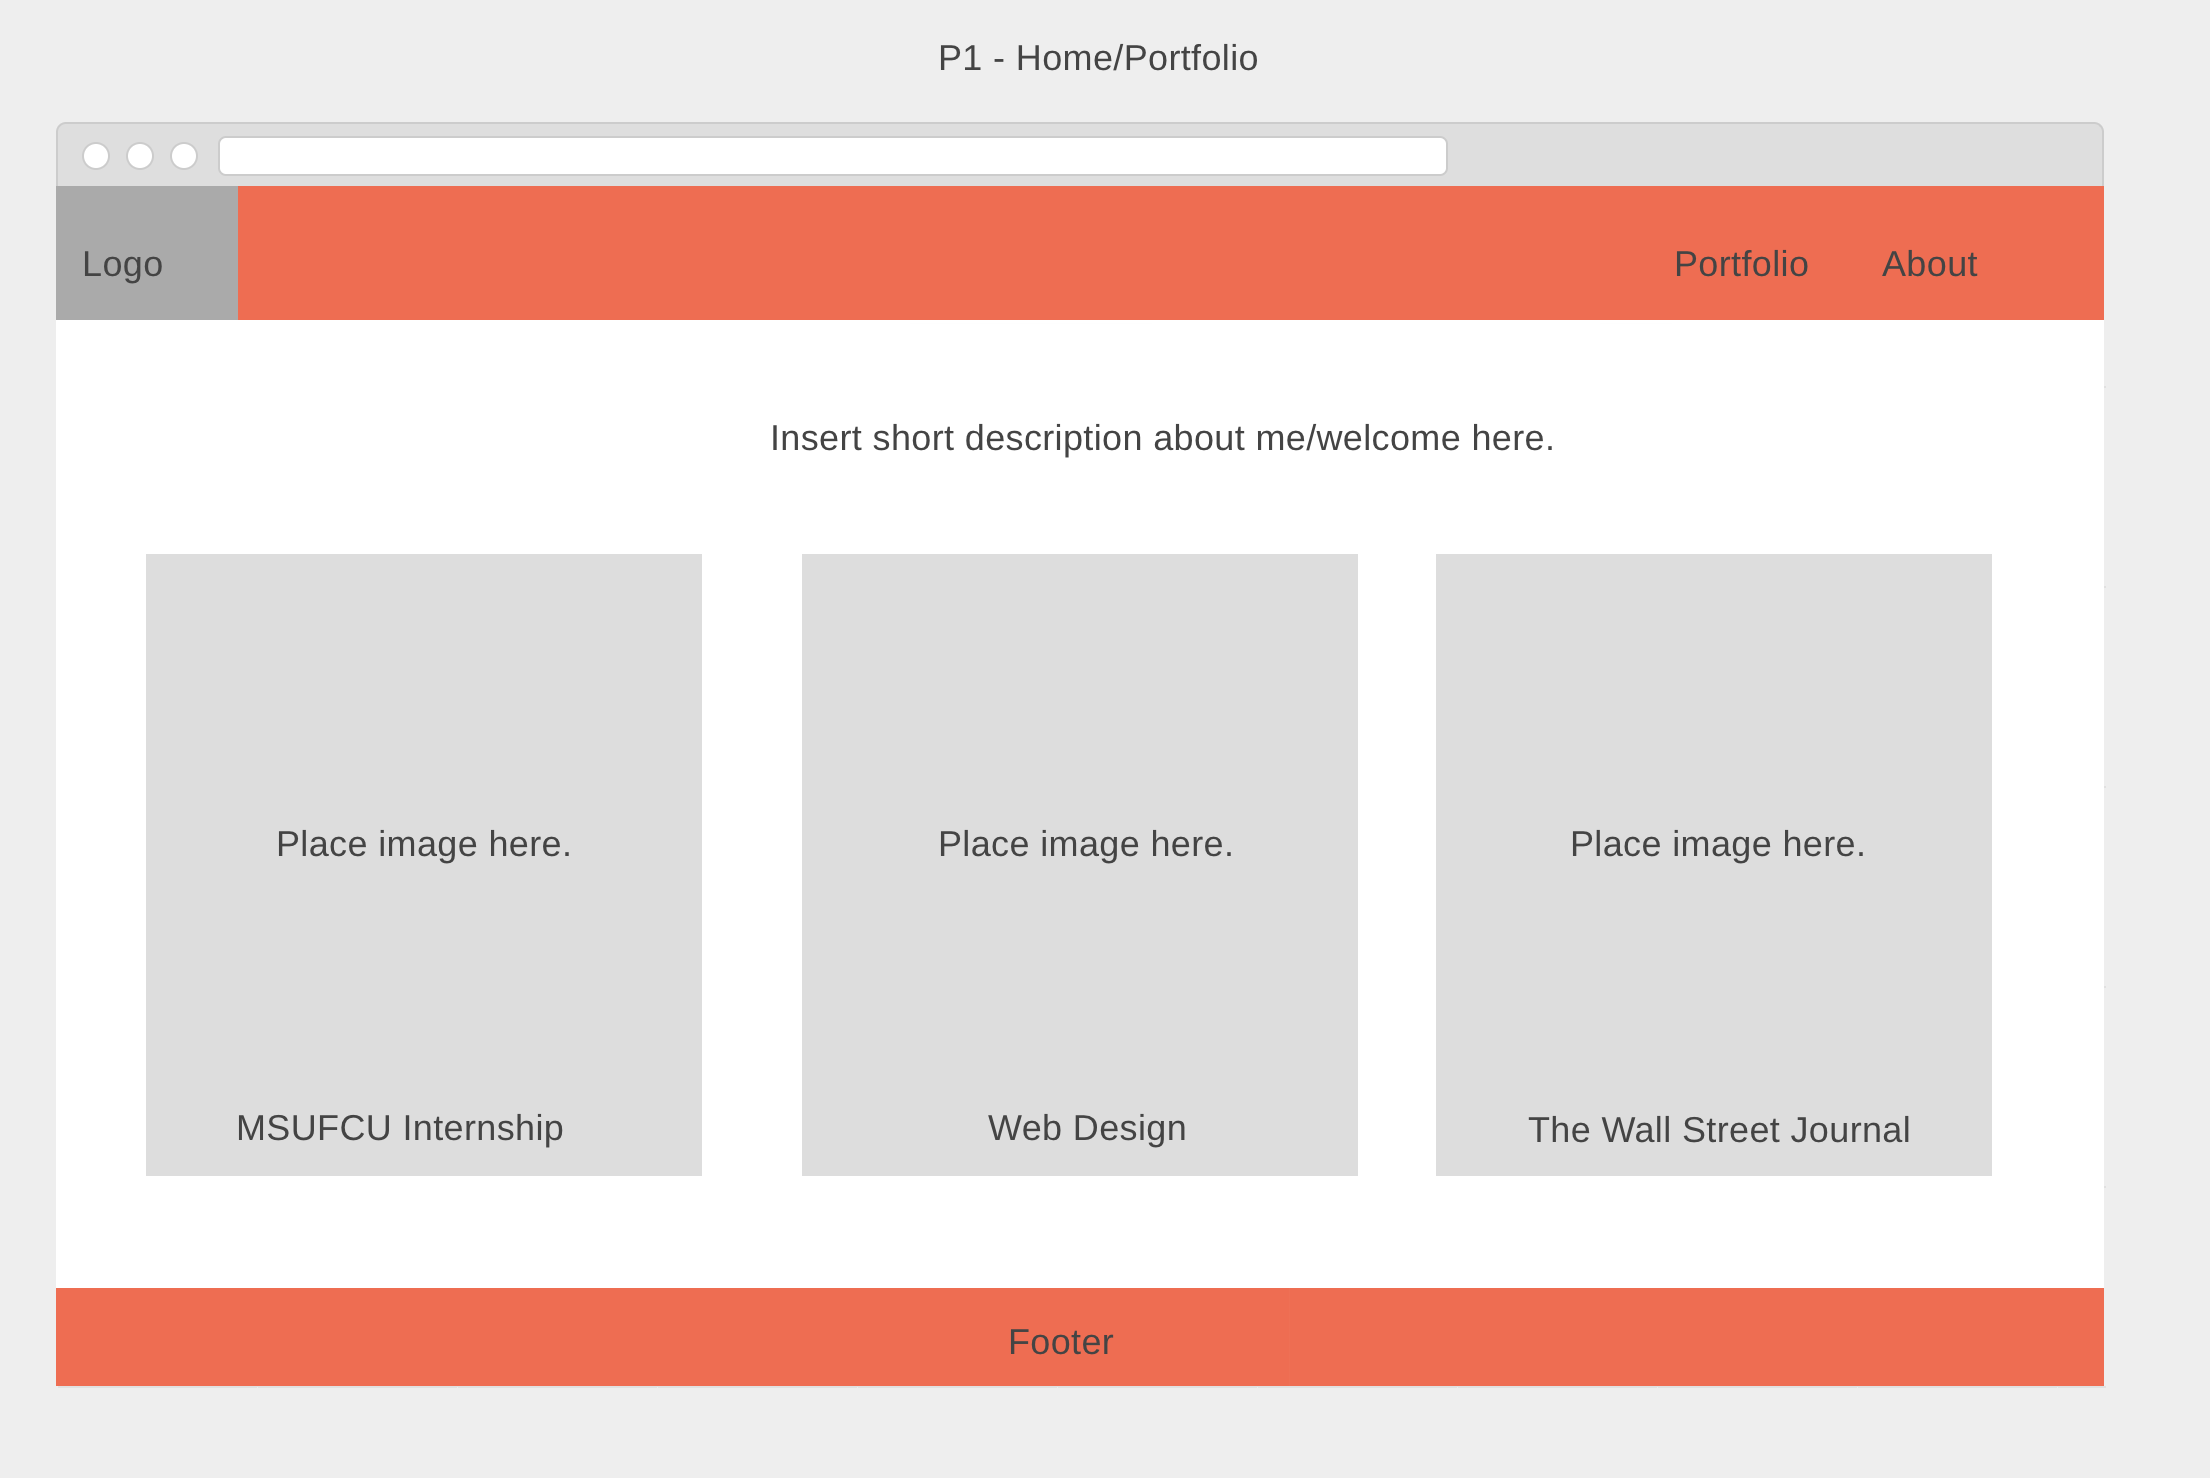 P1 - Home/Portfolio
Logo
Portfolio
About
Insert short description about me/welcome here.
Place image here.
Place image here.
Place image here.
MSUFCU Internship
Web Design
The Wall Street Journal
Footer